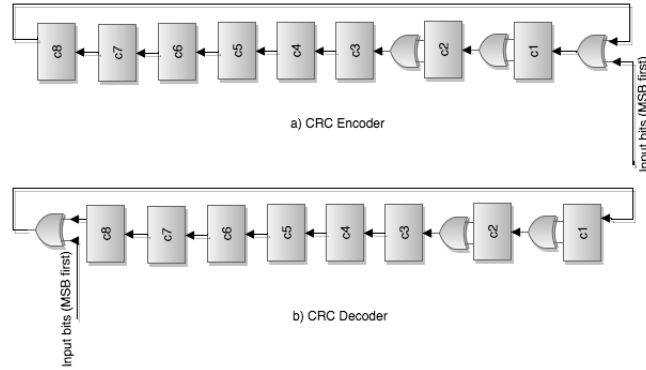 c8
c7
c6
c5
c4
c3
c2
c1
a) CRC Encoder
Input bits (MSB first)
c8
c7
c6
c5
c4
c3
c2
c1
Input bits (MSB first)
b) CRC Decoder